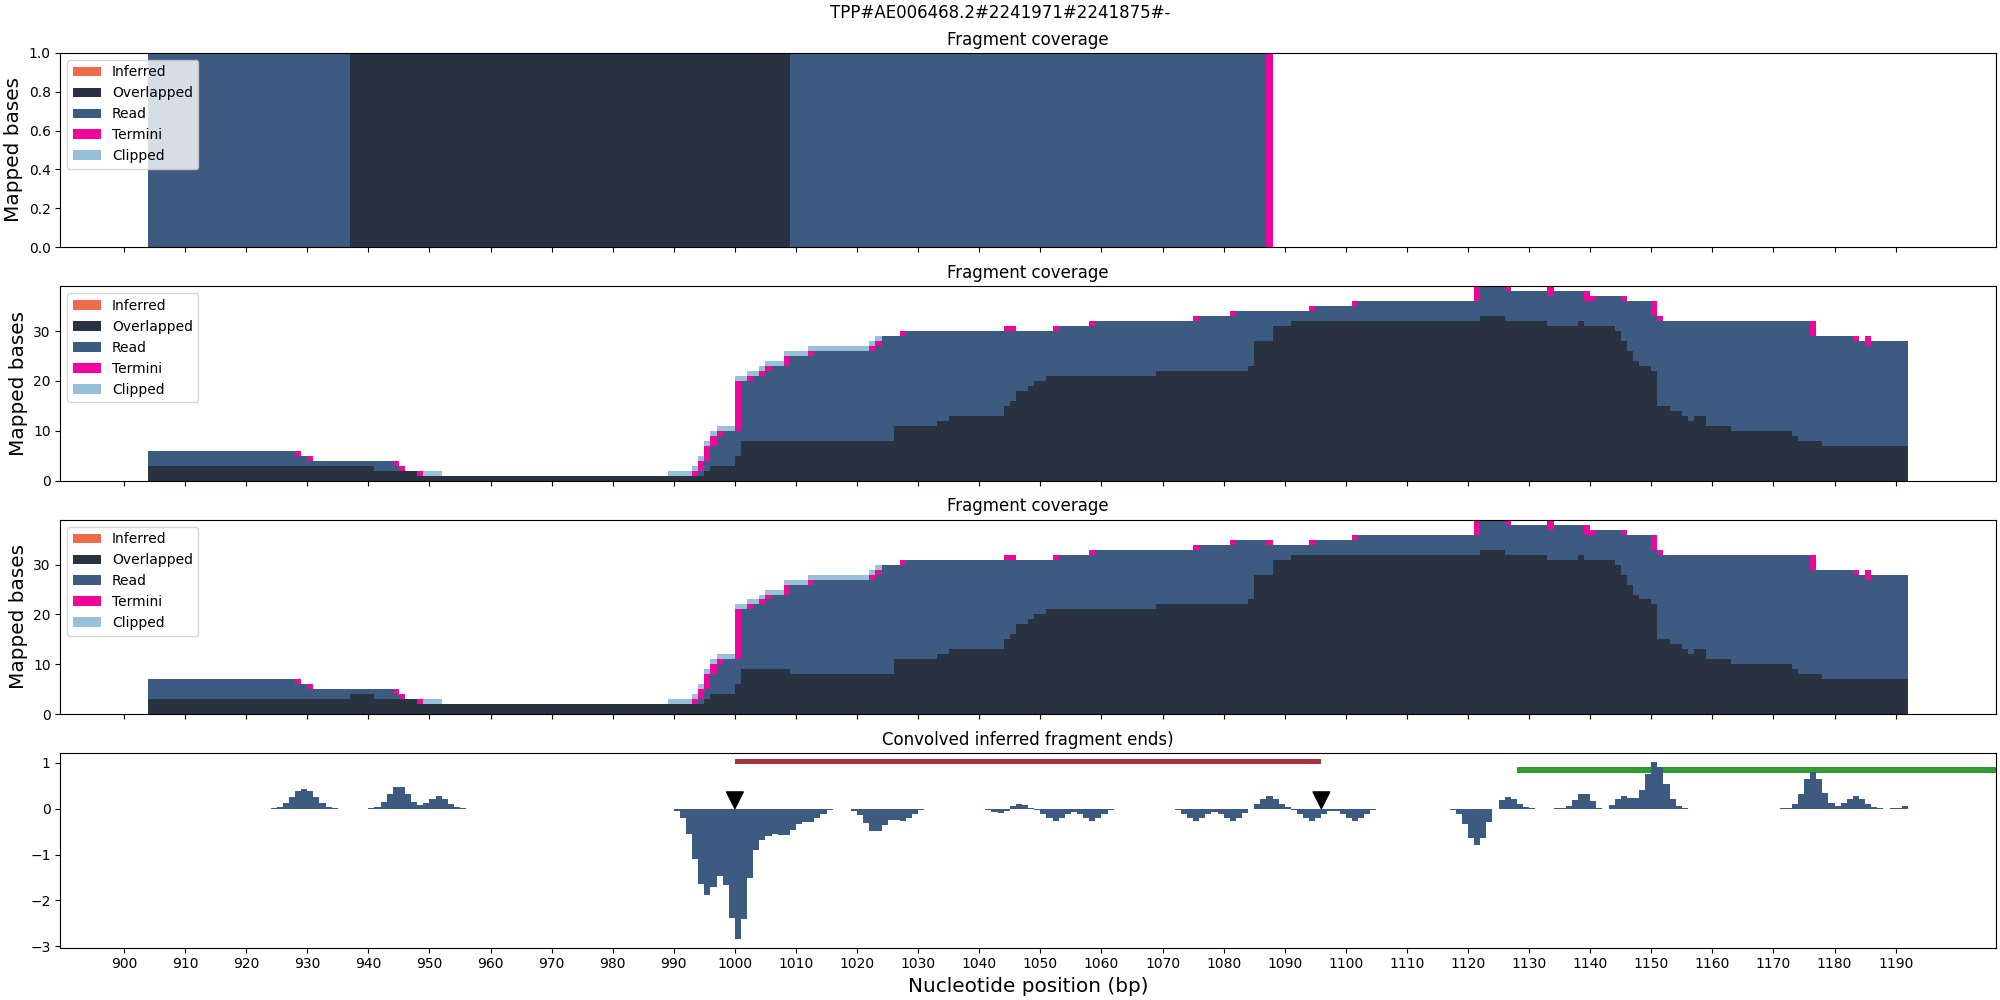 TPP#AE006468.2#2241971#2241875#-
Fragment coverage
Mapped bases
1.0
0.8
0.6
0.4
0.2
0.0
Inferred
Overlapped
Read
Termini
Clipped
Fragment coverage
Mapped bases
30
20
10
0
Inferred
Overlapped
Read
Termini
Clipped
Fragment coverage
Mapped bases
30
20
10
0
Inferred
Overlapped
Read
Termini
Clipped
Convolved inferred fragment ends)
1
0
−1
−2
−3
900 910 920 930 940 950 960 970 980 990 1000 1010 1020 1030 1040 1050 1060 1070 1080 1090 1100 1110 1120 1130 1140 1150 1160 1170 1180 1190
Nucleotide position (bp)